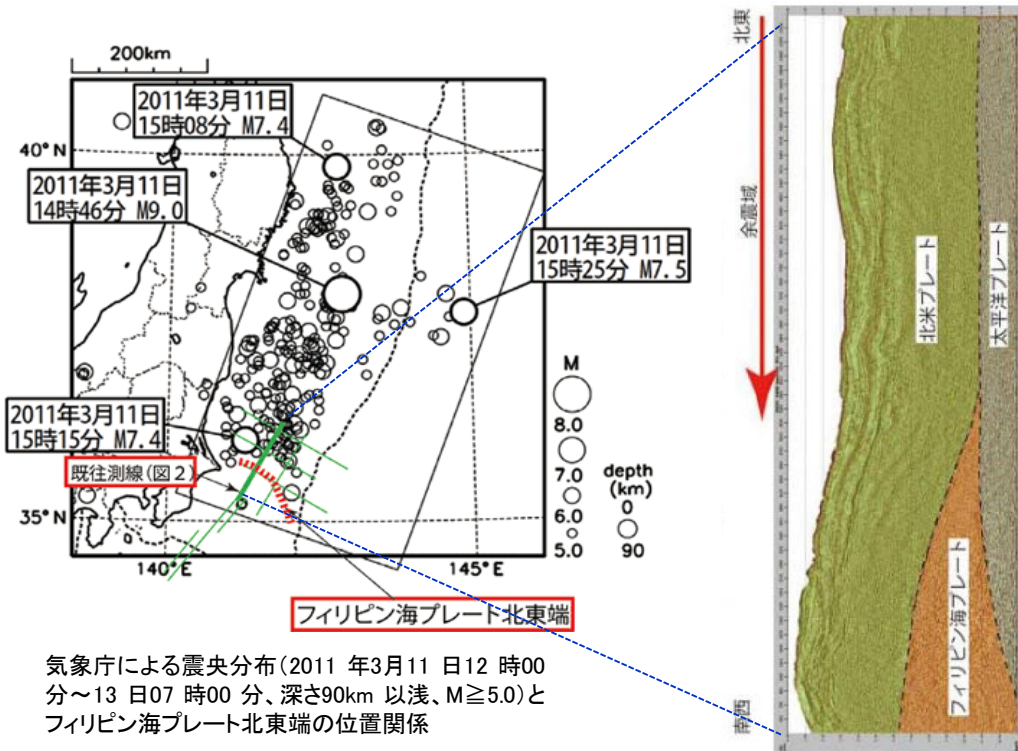 200km
2011年3月11日
15時08分 M7.4
2011年3月11日
14時46分 M9.0
2011年3月11日
15時25分 M7.5
2011年3月11日
15時15分 M7.4
既往測線(図2)
40°N
35°N
140°E
145°E
M
8.0
7.0
6.0
5.0
depth
(km)
0
90
フィリピン海プレート北東端
気象庁による震央分布(2011 年3月11 日12 時00
分～13 日07 時00 分、深さ90km 以浅、M≧5.0)と
フィリピン海プレート北東端の位置関係
北東
余震域
南西
北米プレート
太平洋プレート
フィリピン海プレート